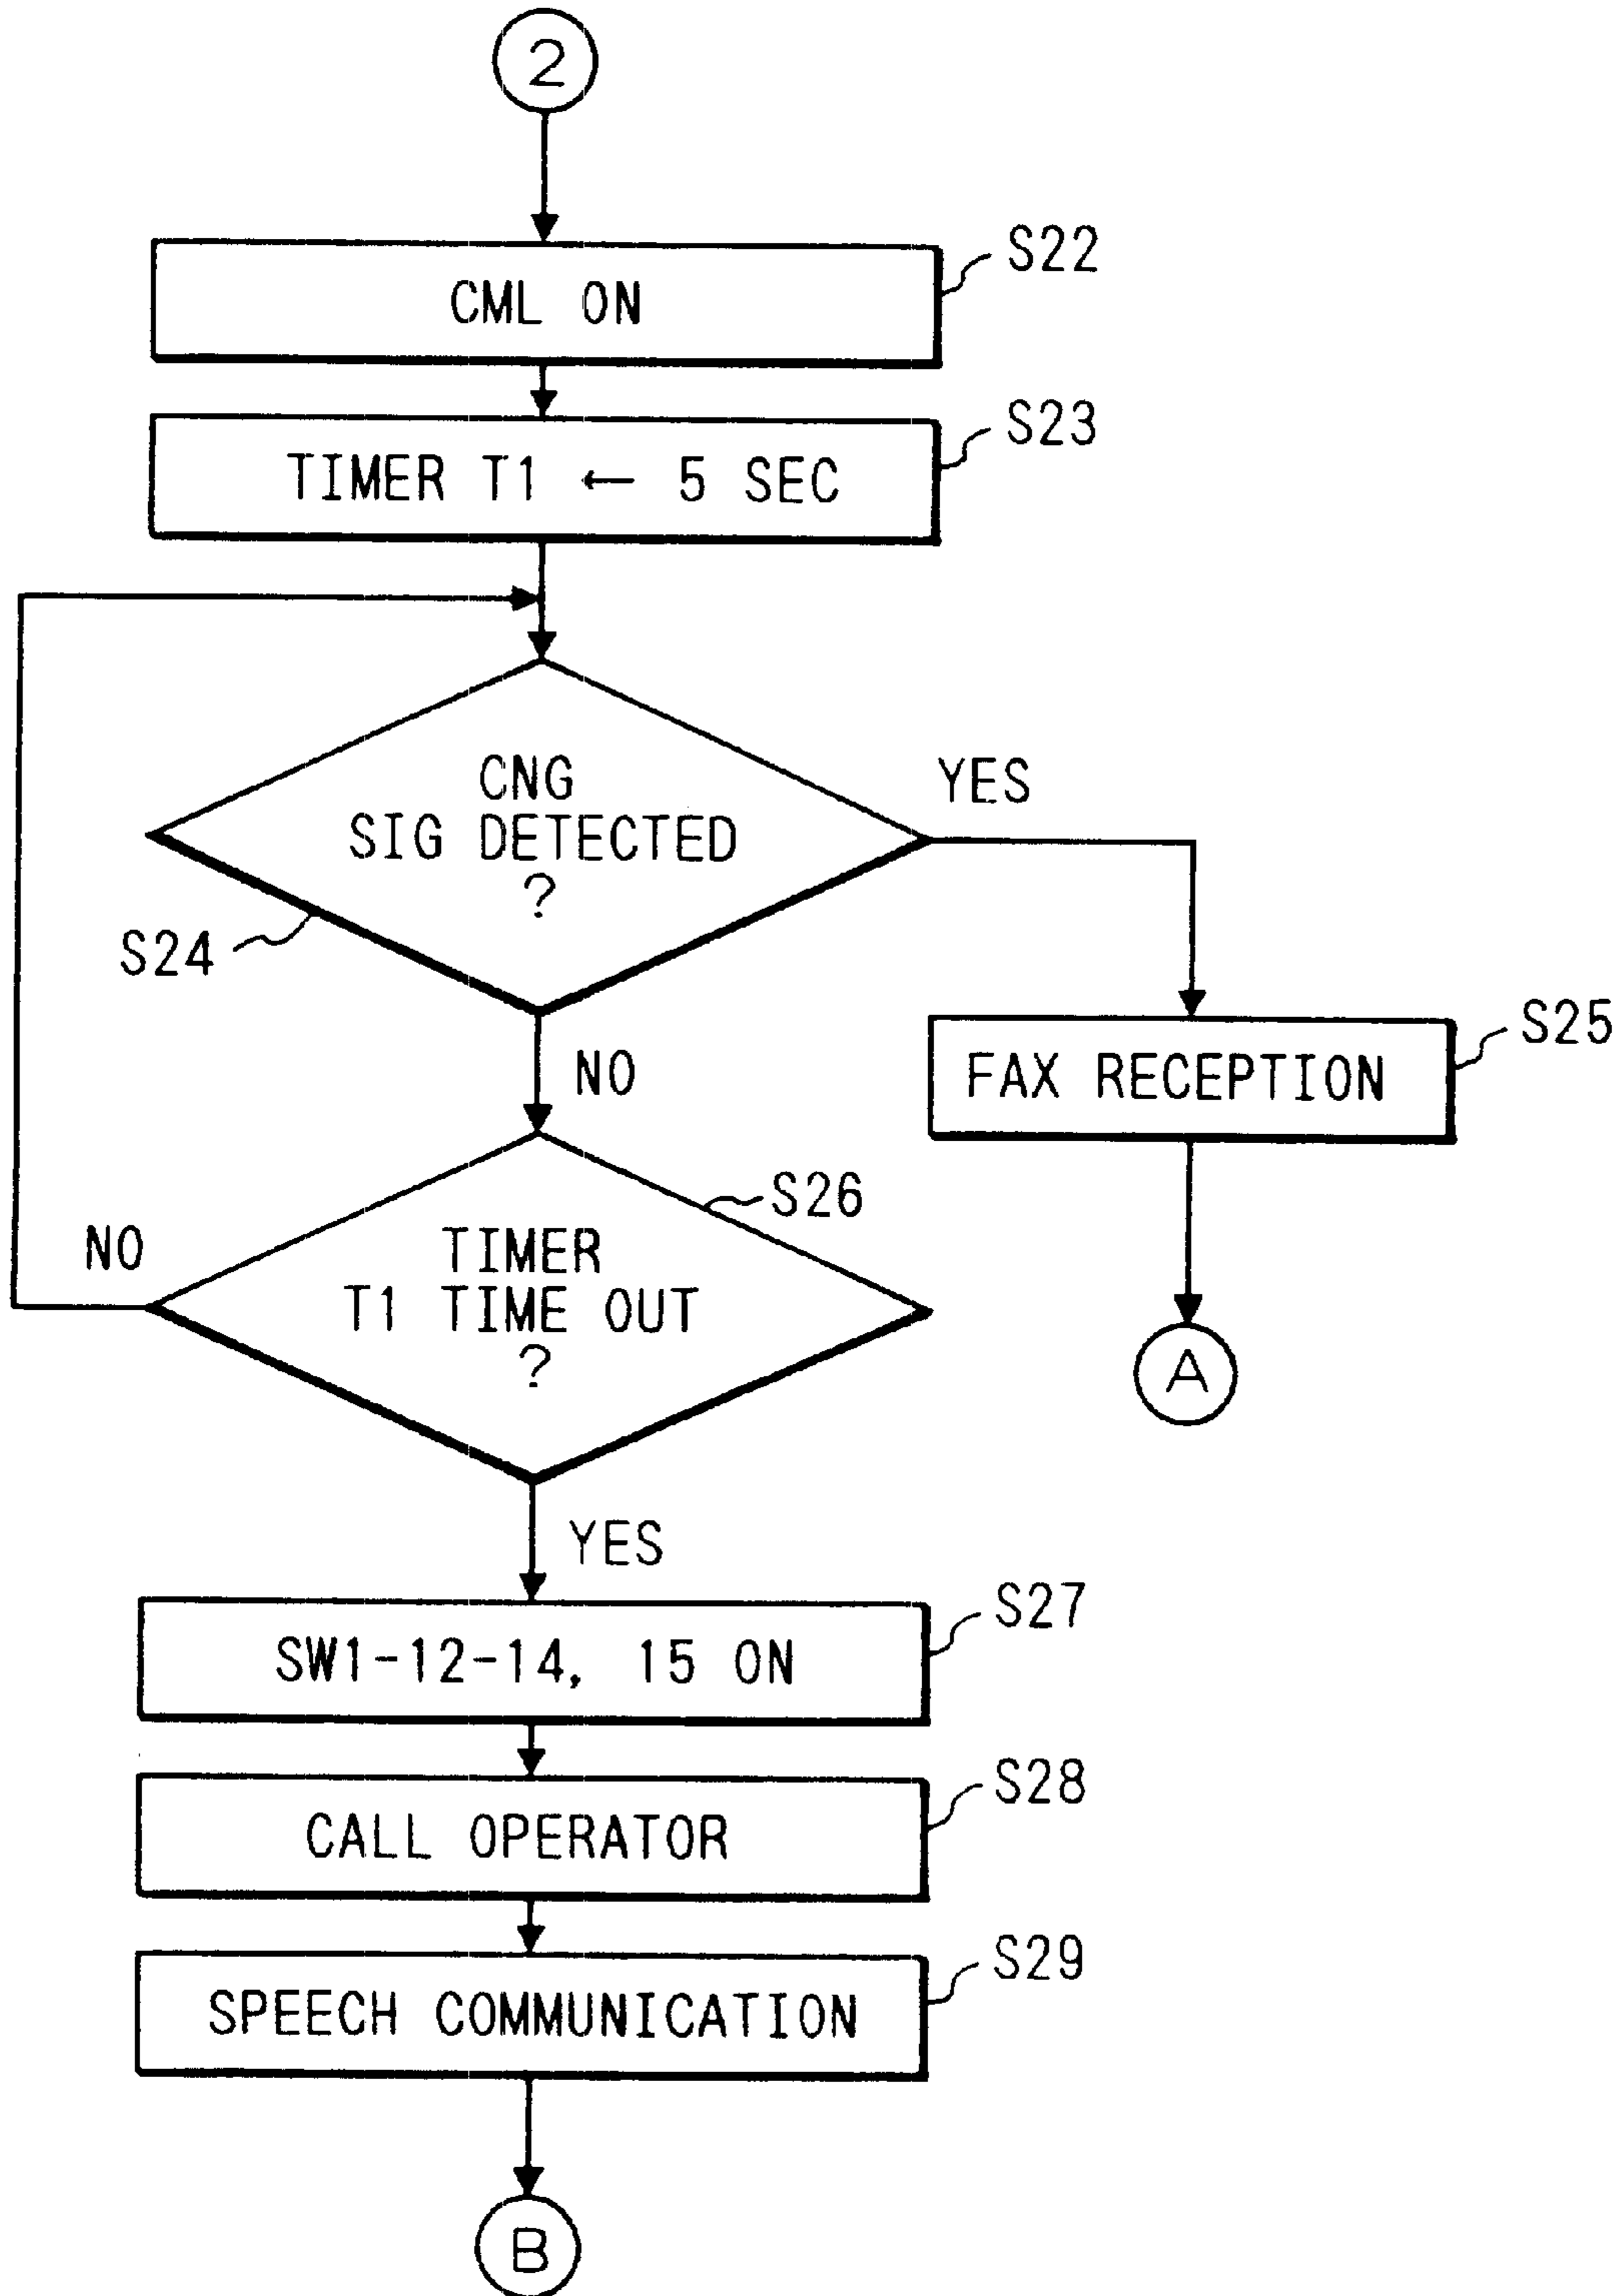 2
S22
CML ON
S23
TIMER T1 ← 5 SEC
CNG
SIG DETECTED
?
YES
S24
NO
S25
FAX RECEPTION
S26
TIMER
T1 TIME OUT
?
NO
A
YES
S27
SW1-12-14, 15 ON
S28
CALL OPERATOR
S29
SPEECH COMMUNICATION
B